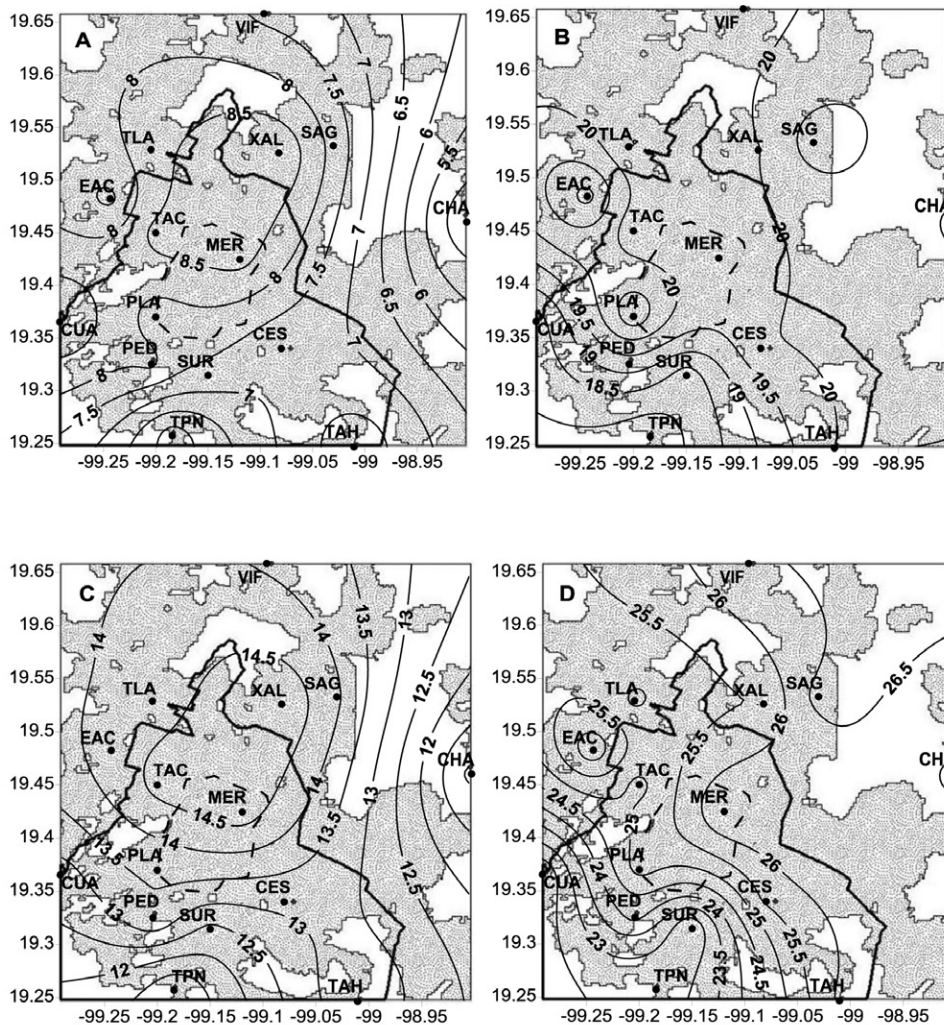 19.65
19.6
19.55
19.5
19.45
19.4
19.35
19.3
19.25
A
VIF
TLA
XAL
SAG
EAC
TAC
MER
CHA
PLA
CUA
PED
SUR
CES
TPN
TAH
8
8
7.5
7
6.5
6
5.5
8.5
8
8.5
8
7.5
7
6.5
6
8
7.5
7
7
-99.25 -99.2 -99.15 -99.1 -99.05 -99 -98.95
19.65
19.6
19.55
19.5
19.45
19.4
19.35
19.3
19.25
B
VIF
TLA
XAL
SAG
EAC
TAC
MER
CHA
PLA
CUA
PED
SUR
CES
TPN
TAH
20
20
20
20
19.5
19
18.5
19
19.5
20
-99.25 -99.2 -99.15 -99.1 -99.05 -99 -98.95
19.65
19.6
19.55
19.5
19.45
19.4
19.35
19.3
19.25
C
VIF
TLA
XAL
SAG
EAC
TAC
MER
CHA
PLA
CUA
PED
SUR
CES
TPN
TAH
14
14
13.5
13
12.5
12
14.5
14
14.5
14
13.5
13
13.5
13
12.5
13
12.5
12
-99.25 -99.2 -99.15 -99.1 -99.05 -99 -98.95
19.65
19.6
19.55
19.5
19.45
19.4
19.35
19.3
19.25
D
VIF
TLA
XAL
SAG
EAC
TAC
MER
CHA
PLA
CUA
PED
SUR
CES
TPN
TAH
25.5
26
26.5
25.5
26
25.5
24.5
25
24
26
23
24
25
25.5
23.5
24.5
-99.25 -99.2 -99.15 -99.1 -99.05 -99 -98.95